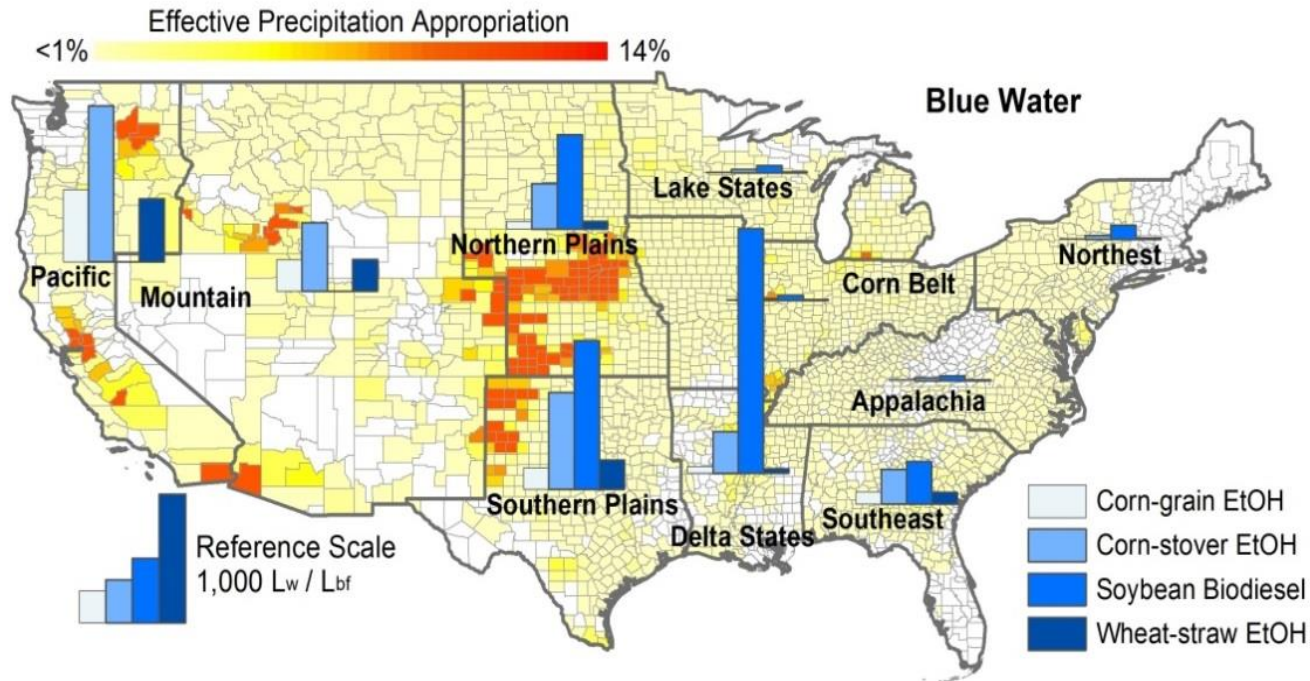 Effective Precipitation Appropriation
<1% 14%
Blue Water
Lake States
Northern Plains
Northest
Pacific
Mountain
Corn Belt
Appalachia
Southern Plains
Southeast
Delta States
Reference Scale
1,000 Lw / Lbf
Corn-grain EtOH
Corn-stover EtOH
Soybean Biodiesel
Wheat-straw EtOH